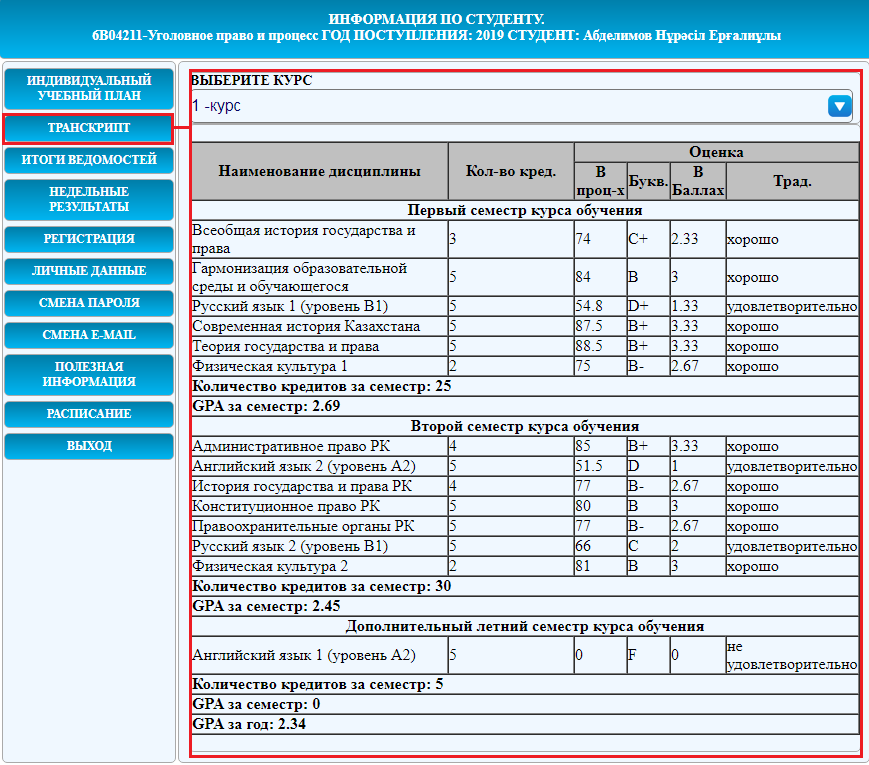 ИНФОРМАЦИЯ ПО СТУДЕНТУ.
6B04211-Уголовное право и процесс ГОД ПОСТУПЛЕНИЯ: 2019 СТУДЕНТ: Абделимов Нұрәсіл Ерғалиұлы
ИНДИВИДУАЛЬНЫЙ
УЧЕБНЫЙ ПЛАН
ТРАНСКРИПТ
ИТОГИ ВЕДОМОСТЕЙ
НЕДЕЛЬНЫЕ
РЕЗУЛЬТАТЫ
РЕГИСТРАЦИЯ
ЛИЧНЫЕ ДАННЫЕ
СМЕНА ПАРОЛЯ
СМЕНА E-MAIL
ПОЛЕЗНАЯ
ИНФОРМАЦИЯ
РАСПИСАНИЕ
ВЫХОД
ВЫБЕРИТЕ КУРС
1 -курс
Наименование дисциплины Кол-во кред. Оценка
В проц-х Букв. В Баллах Трад.
Первый семестр курса обучения
Всеобщая история государства и
права 3 74 C+ 2.33 хорошо
Гармонизация образовательной
среды и обучающегося 5 84 B 3 хорошо
Русский язык 1 (уровень В1) 5 54.8 D+ 1.33 удовлетворительно
Современная история Казахстана 5 87.5 B+ 3.33 хорошо
Теория государства и права 5 88.5 B+ 3.33 хорошо
Физическая культура 1 2 75 B- 2.67 хорошо
Количество кредитов за семестр: 25
GPA за семестр: 2.69
Второй семестр курса обучения
Административное право РК 4 85 B+ 3.33 хорошо
Английский язык 2 (уровень А2) 5 51.5 D 1 удовлетворительно
История государства и права РК 4 77 B- 2.67 хорошо
Конституционное право РК 5 80 B 3 хорошо
Правоохранительные органы РК 5 77 B- 2.67 хорошо
Русский язык 2 (уровень В1) 5 66 C 2 удовлетворительно
Физическая культура 2 2 81 B 3 хорошо
Количество кредитов за семестр: 30
GPA за семестр: 2.45
Дополнительный летний семестр курса обучения
Английский язык 1 (уровень А2) 5 0 F 0 не
удовлетворительно
Количество кредитов за семестр: 5
GPA за семестр: 0
GPA за год: 2.34